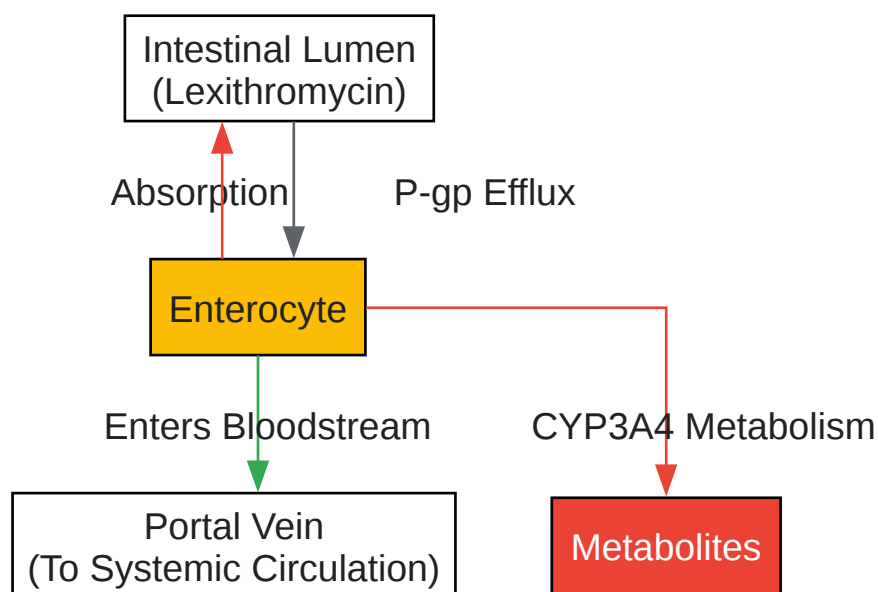 Intestinal Lumen
(Lexithromycin)
Absorption
P-gp Efflux
Enterocyte
Enters Bloodstream
CYP3A4 Metabolism
Portal Vein
(To Systemic Circulation)
Metabolites